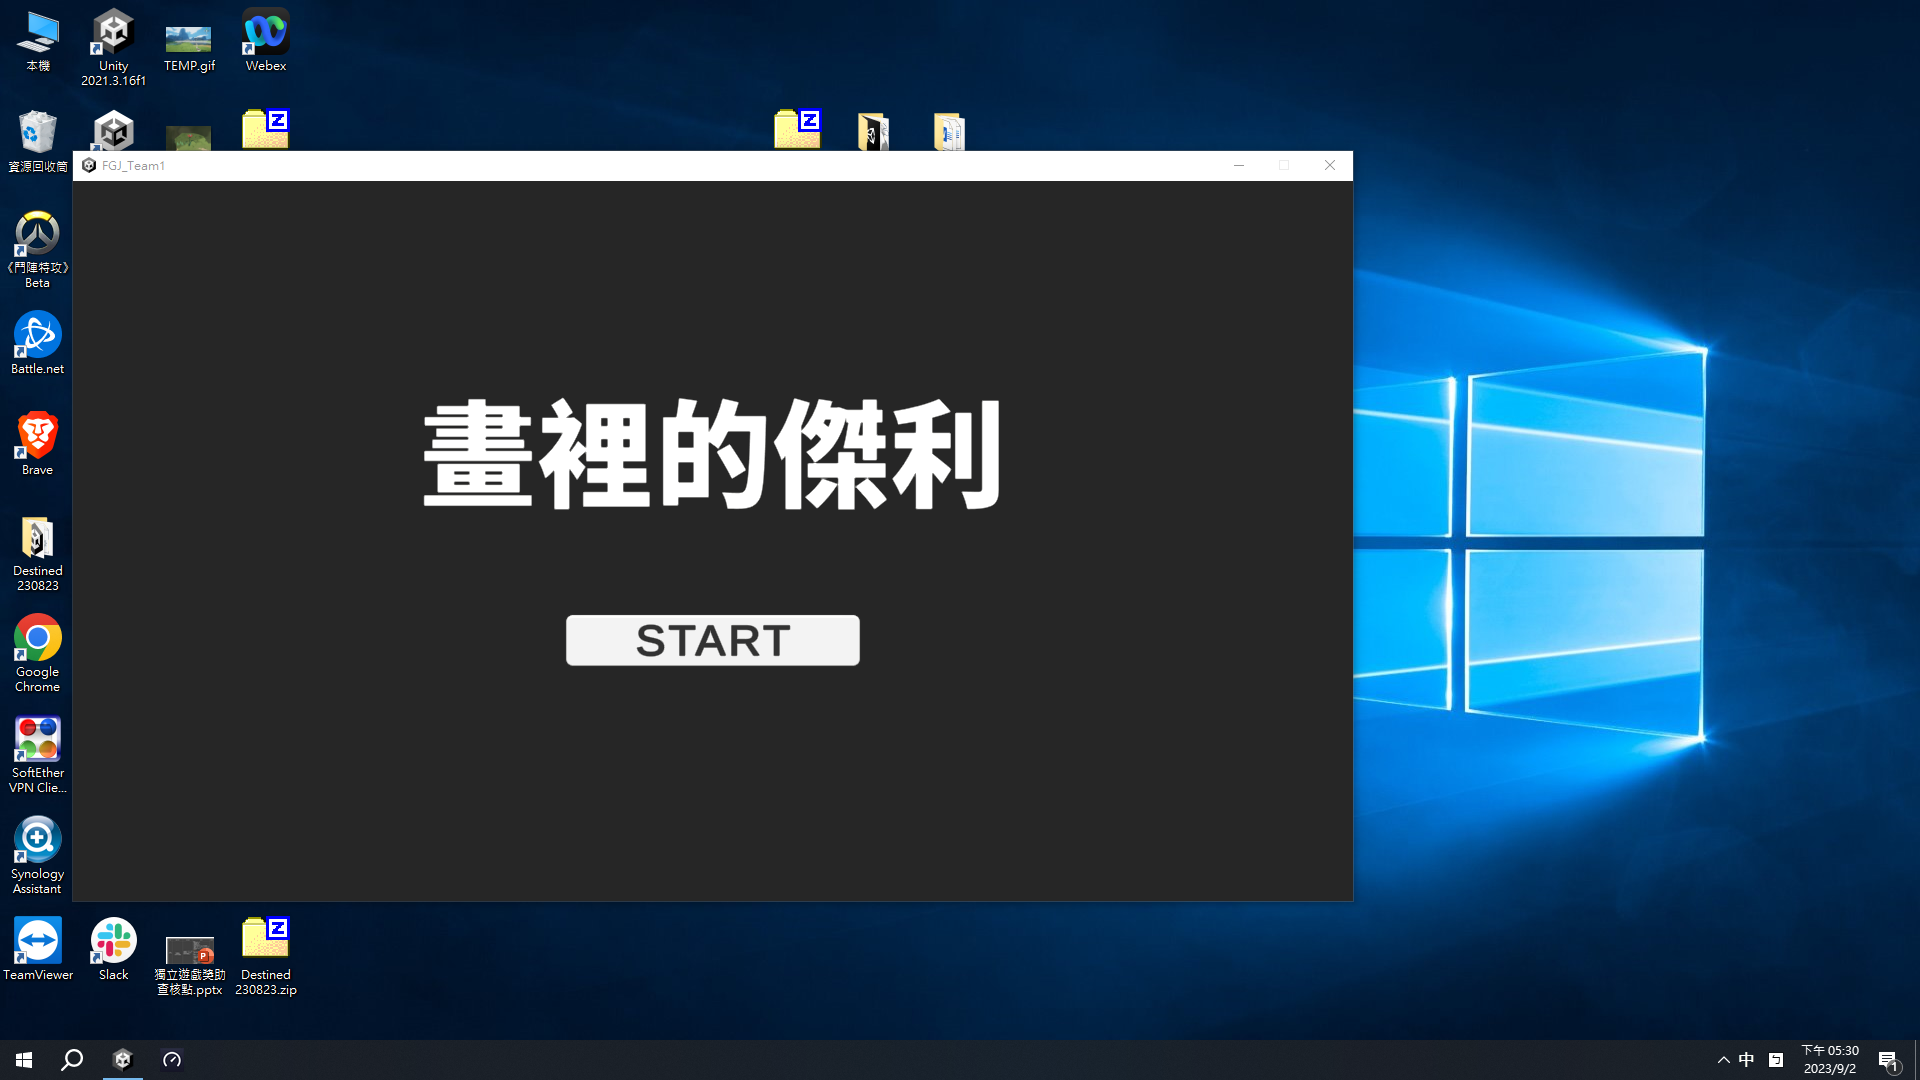 本機
Unity
2021.3.16f1
TEMP.gif
Webex
資源回收筒
FGJ_Team1
《鬥陣特攻》
Beta
Battle.net
Brave
Destined
230823
Google
Chrome
SoftEther
VPN Clie...
Synology
Assistant
畫裡的傑利
START
TeamViewer
Slack
獨立遊戲獎助
查核點.pptx
Destined
230823.zip
中
ㄅ
下午 05:30
2023/9/2
1